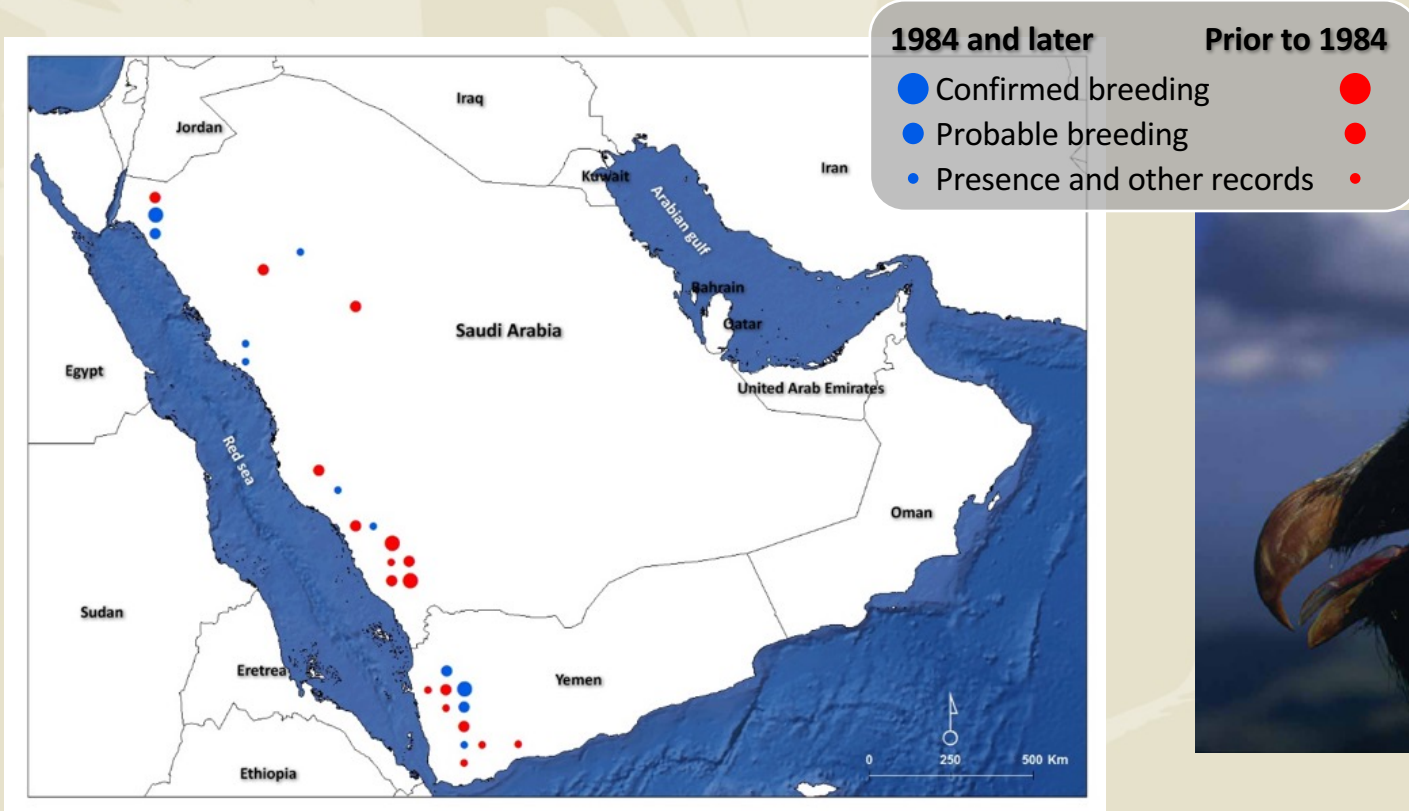 1984 and later Prior to 1984
Confirmed breeding
Probable breeding
Presence and other records
Iraq
Jordan
Iran
Kuwait
Arabian gulf
Bahrain
Qatar
Saudi Arabia
Egypt
United Arab Emirates
Red sea
Oman
Sudan
Eretrea
Yemen
Ethiopia
0 250 500 Km